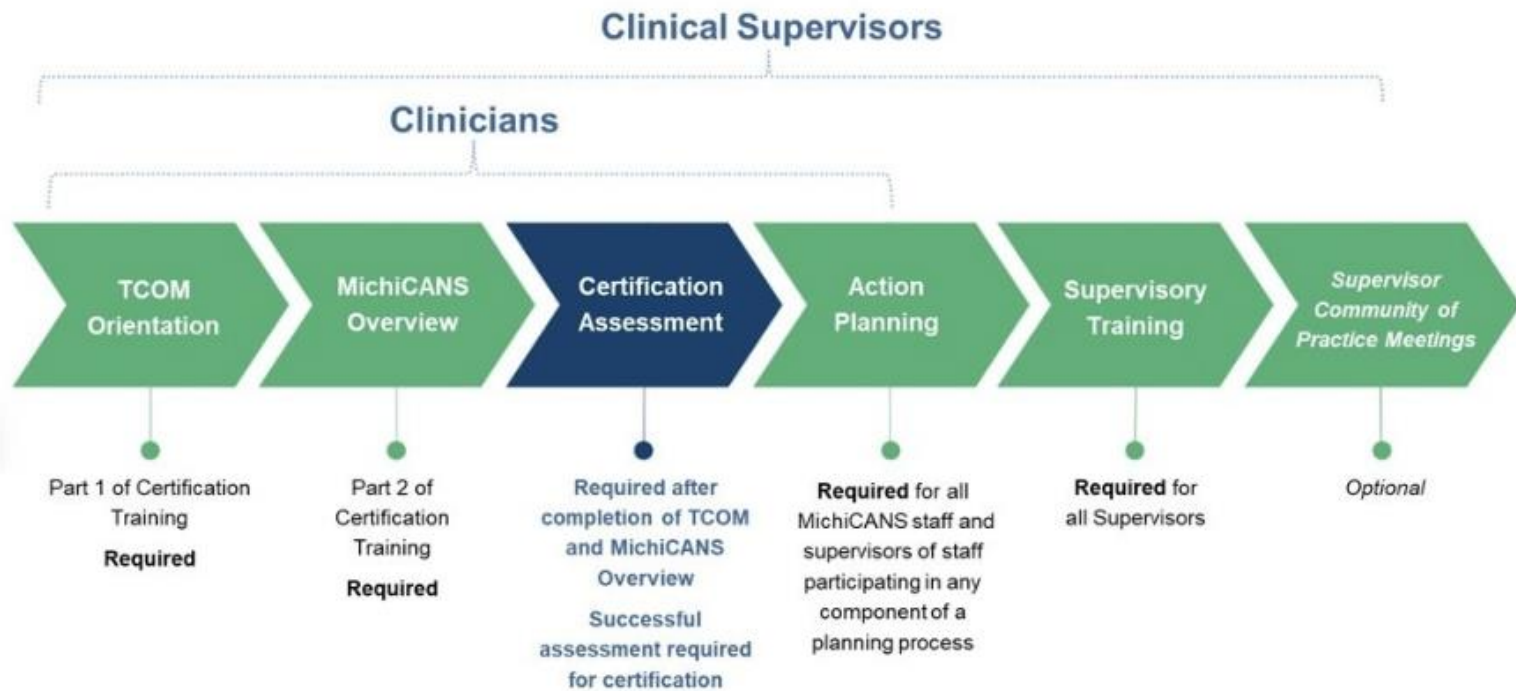 Clinical Supervisors
Clinicians
TCOM
Orientation
MichiCANS
Overview
Certification
Assessment
Action
Planning
Supervisory
Training
Supervisor
Community of
Practice Meetings
Part 1 of Certification
Training
Required
Part 2 of
Certification
Training
Required
Required after
completion of TCOM
and MichiCANS
Overview
Successful
assessment required
for certification
Required for all
MichiCANS staff and
supervisors of staff
participating in any
component of a
planning process
Required for
all Supervisors
Optional